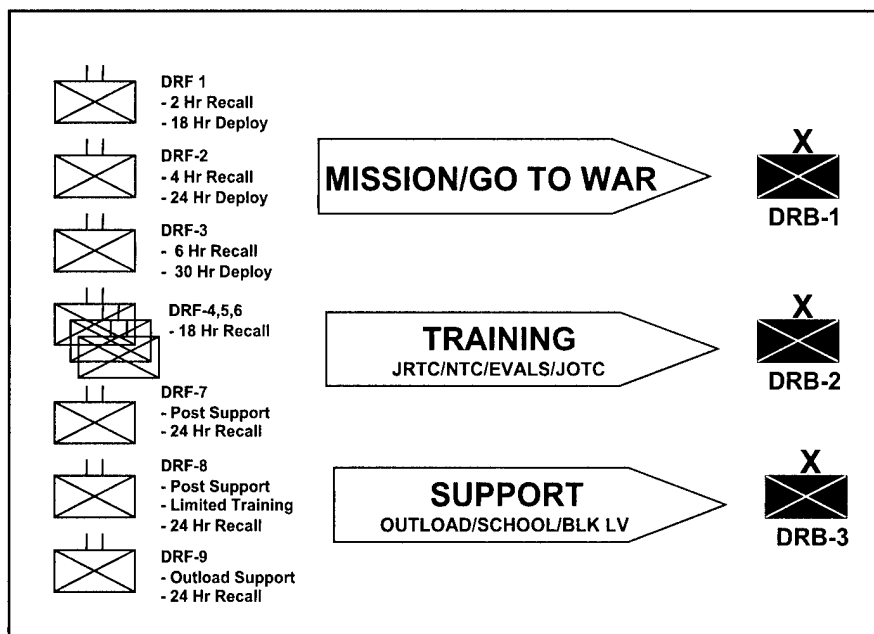 DRF 1
- 2 Hr Recall
- 18 Hr Deploy
DRF-2
- 4 Hr Recall
- 24 Hr Deploy
DRF-3
- 6 Hr Recall
- 30 Hr Deploy
DRF-4,5,6
- 18 Hr Recall
DRF-7
- Post Support
- 24 Hr Recall
DRF-8
- Post Support
- Limited Training
- 24 Hr Recall
DRF-9
- Outload Support
- 24 Hr Recall
MISSION/GO TO WAR
X
DRB-1
TRAINING
JRTC/NTC/EVALS/JOTC
X
DRB-2
SUPPORT
OUTLOAD/SCHOOL/BLK LV
X
DRB-3